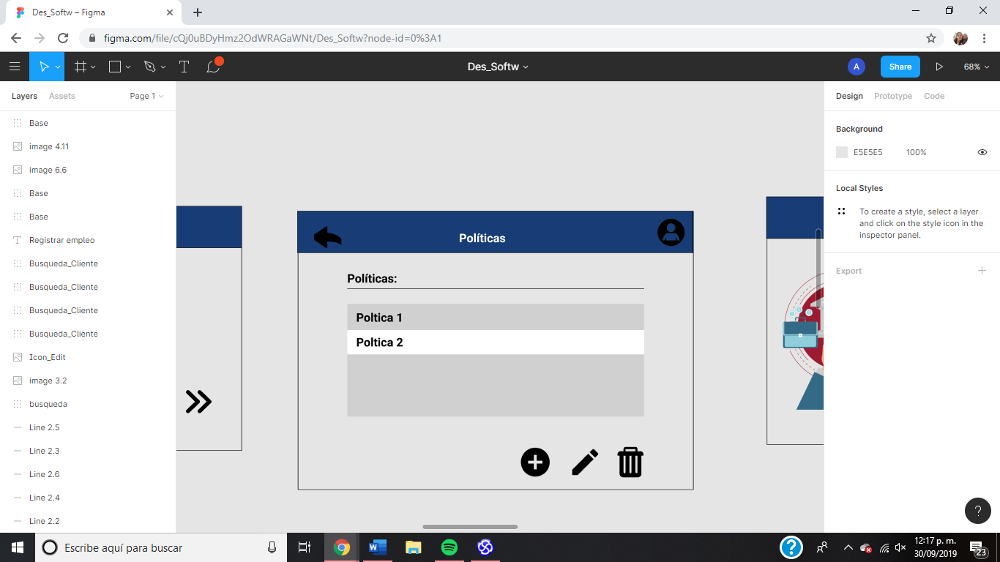 Des_Softw – Figma
figma.com/file/cQj0uBDyHmz2OdWRAGaWNt/Des_Softw?node-id=0%3A1
Des_Softw
A
Share
68%
Layers
Assets
Page 1
Base
image 4.11
image 6.6
Base
Base
Registrar empleo
Busqueda_Cliente
Busqueda_Cliente
Busqueda_Cliente
Busqueda_Cliente
Icon_Edit
image 3.2
busqueda
Line 2.5
Line 2.3
Line 2.6
Line 2.4
Line 2.2
Políticas
Políticas:
Poltica 1
Poltica 2
Design
Prototype
Code
Background
E5E5E5
100%
Local Styles
To create a style, select a layer
and click on the style icon in the
inspector panel.
Export
?
Escribe aquí para buscar
?
12:17 p. m.
30/09/2019
23